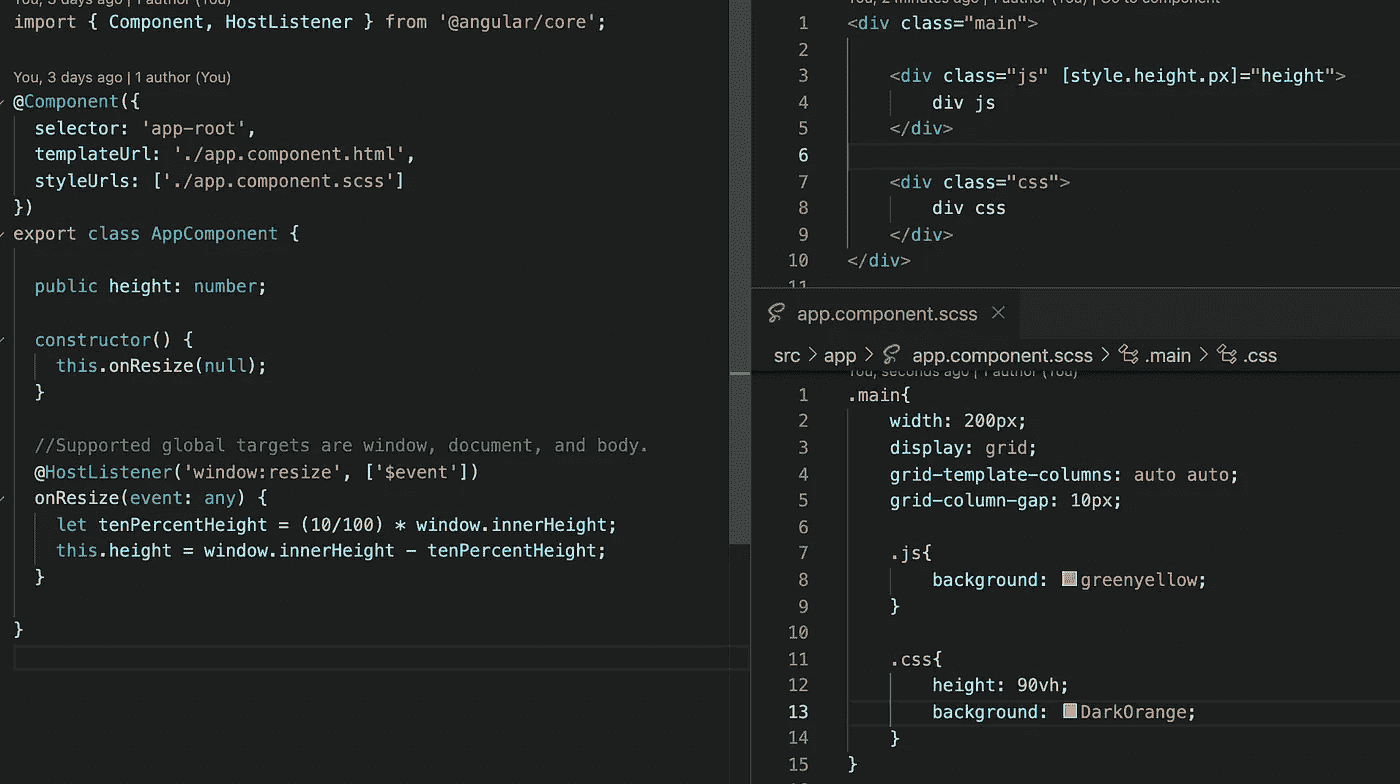 You, 3 days ago | 1 author (You)
import { Component, HostListener } from '@angular/core';
You, 3 days ago | 1 author (You)
@Component({
selector: 'app-root',
templateUrl: './app.component.html',
styleUrls: ['./app.component.scss']
})
export class AppComponent {
public height: number;
constructor() {
this.onResize(null);
}
//Supported global targets are window, document, and body.
@HostListener('window:resize', ['$event'])
onResize(event: any) {
let tenPercentHeight = (10/100) * window.innerHeight;
this.height = window.innerHeight - tenPercentHeight;
}
}
You, 2 minutes ago | 1 author (You) | Go to component
1 <div class="main">
2
3 <div class="js" [style.height.px]="height">
4 div js
5 </div>
6
7 <div class="css">
8 div css
9 </div>
10 </div>
11
app.component.scss
src > app > app.component.scss > .main > .css
You, seconds ago | 1 author (You)
1 .main{
2 width: 200px;
3 display: grid;
4 grid-template-columns: auto auto;
5 grid-column-gap: 10px;
6
7 .js{
8 background: greenyellow;
9 }
10
11 .css{
12 height: 90vh;
13 background: DarkOrange;
14 }
15 }